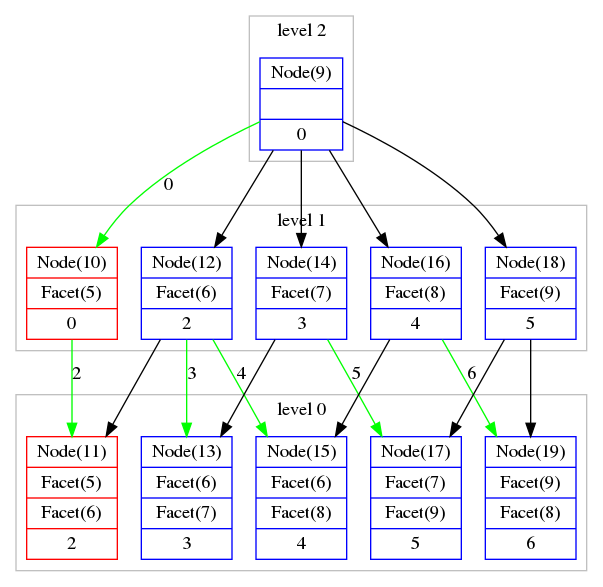 level 2
Node(9)
0
0
level 1
Node(10) Node(12) Node(14) Node(16) Node(18)
Facet(5) Facet(6) Facet(7) Facet(8) Facet(9)
0 2 3 4 5
2 3 4 5 6
level 0
Node(11) Node(13) Node(15) Node(17) Node(19)
Facet(5) Facet(6) Facet(6) Facet(7) Facet(9)
Facet(6) Facet(7) Facet(8) Facet(9) Facet(8)
2 3 4 5 6